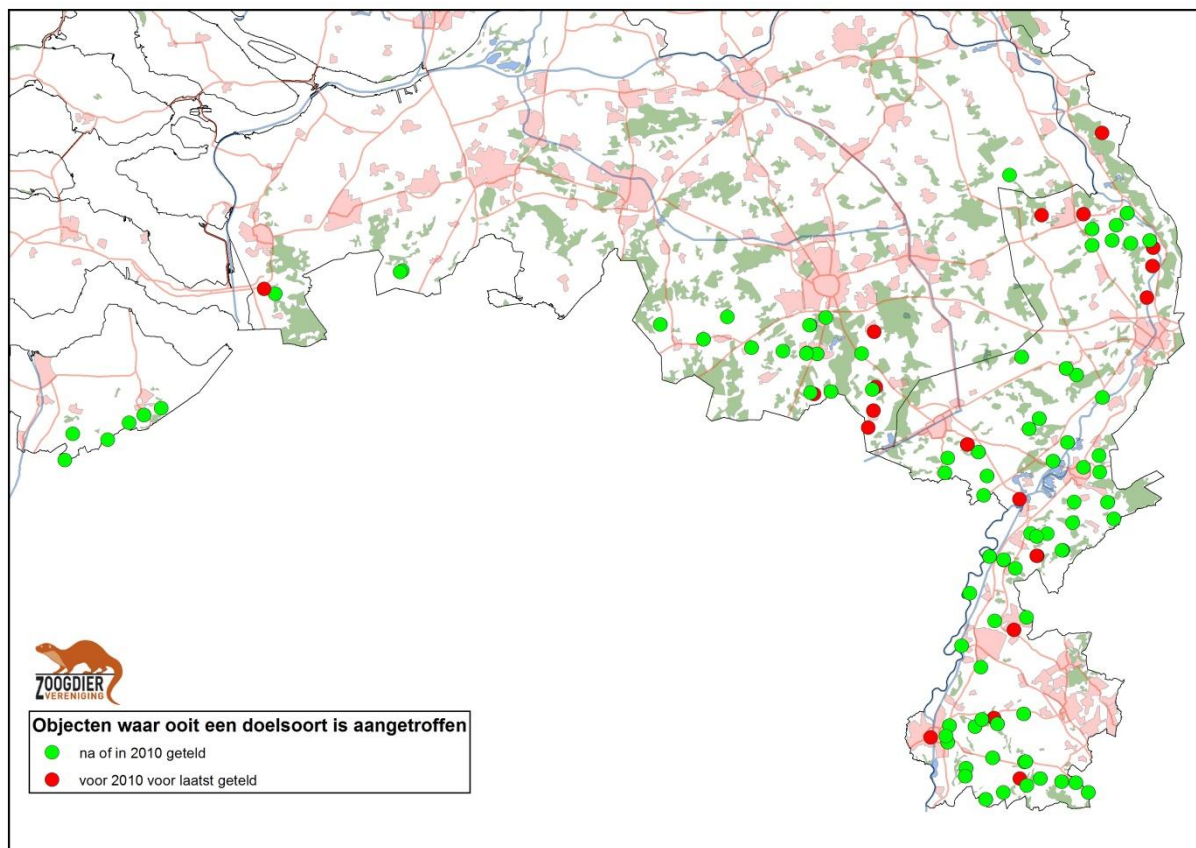 ZOOGDIER
VERENIGING
Objecten waar ooit een doelsoort is aangetroffen
na of in 2010 geteld
voor 2010 voor laatst geteld